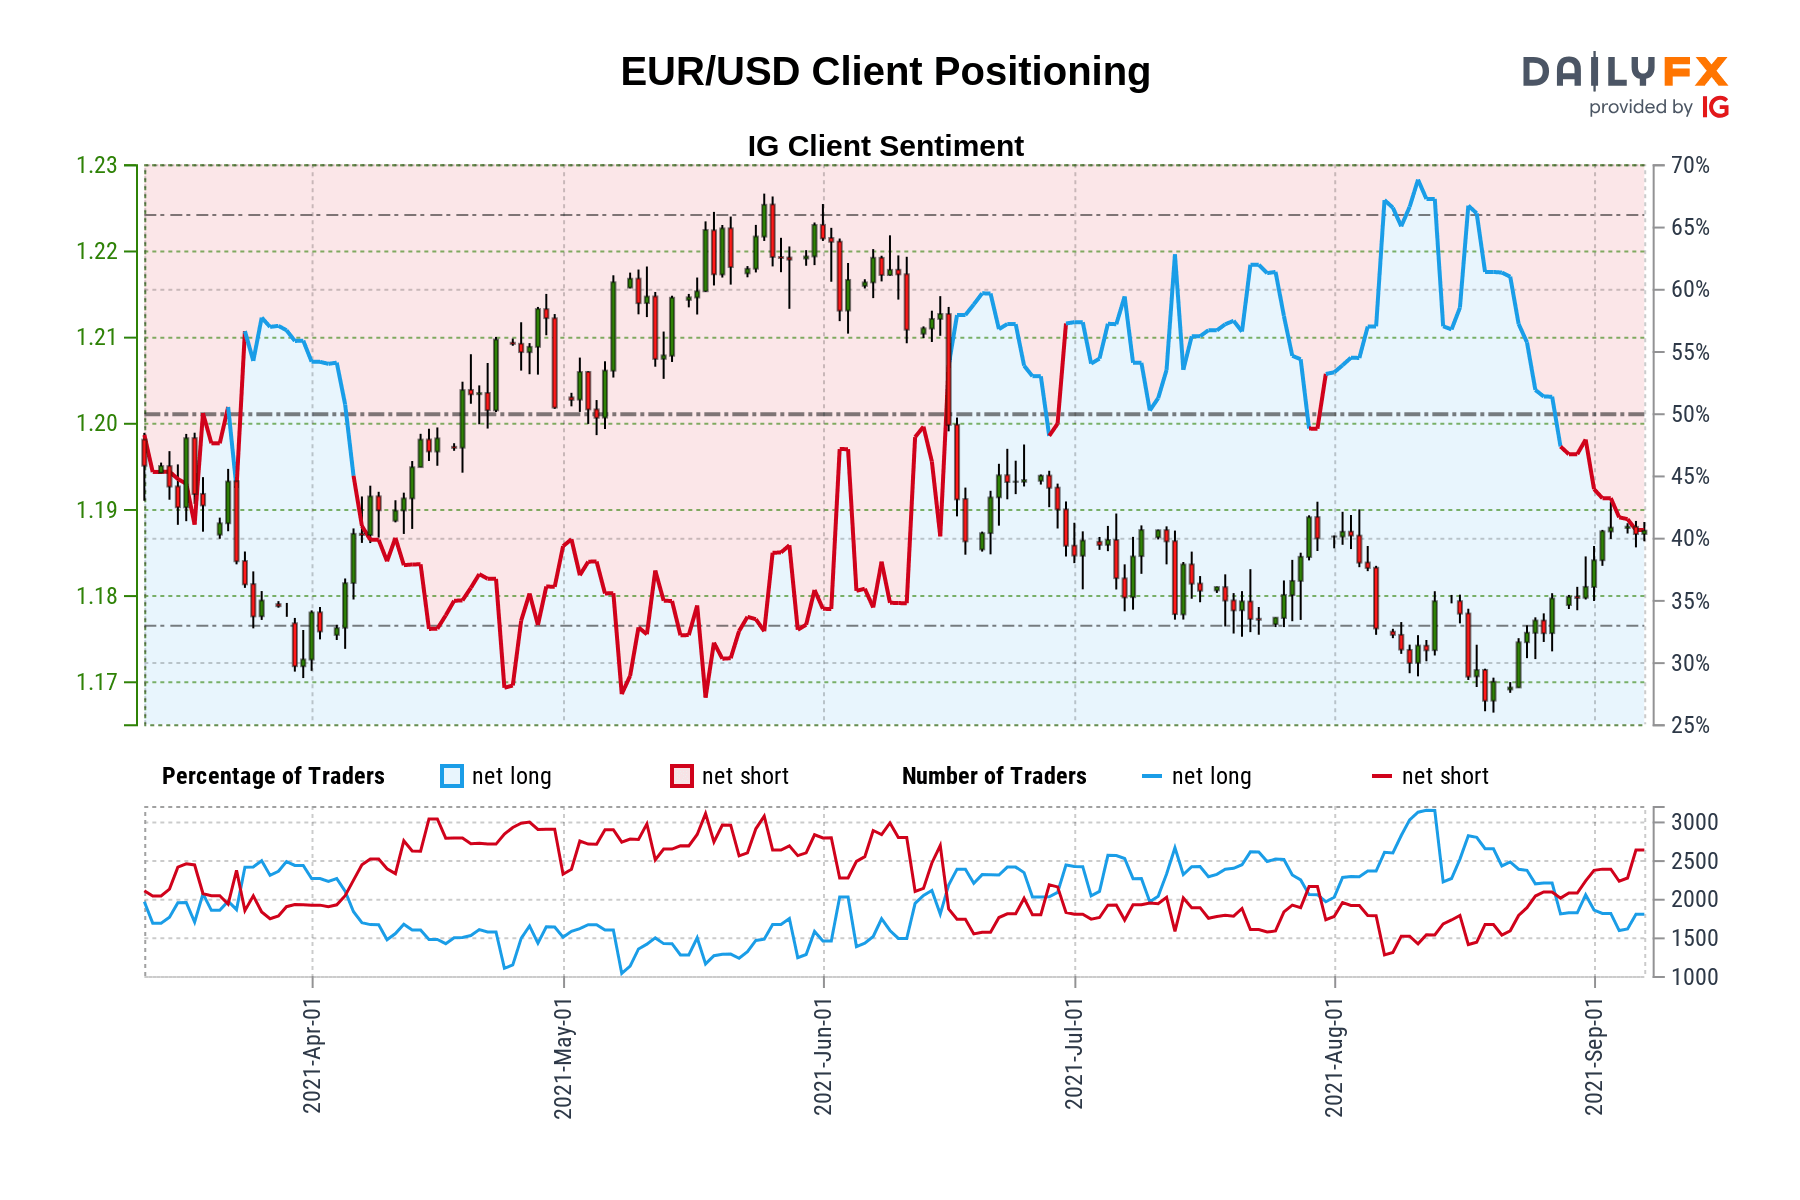 EUR/USD Client Positioning
DAILYFX
provided by IG
IG Client Sentiment
1.23
1.22
1.21
1.20
1.19
1.18
1.17
70%
65%
60%
55%
50%
45%
40%
35%
30%
25%
Percentage of Traders net long net short Number of Traders net long net short
3000
2500
2000
1500
1000
2021-Apr-01
2021-May-01
2021-Jun-01
2021-Jul-01
2021-Aug-01
2021-Sep-01